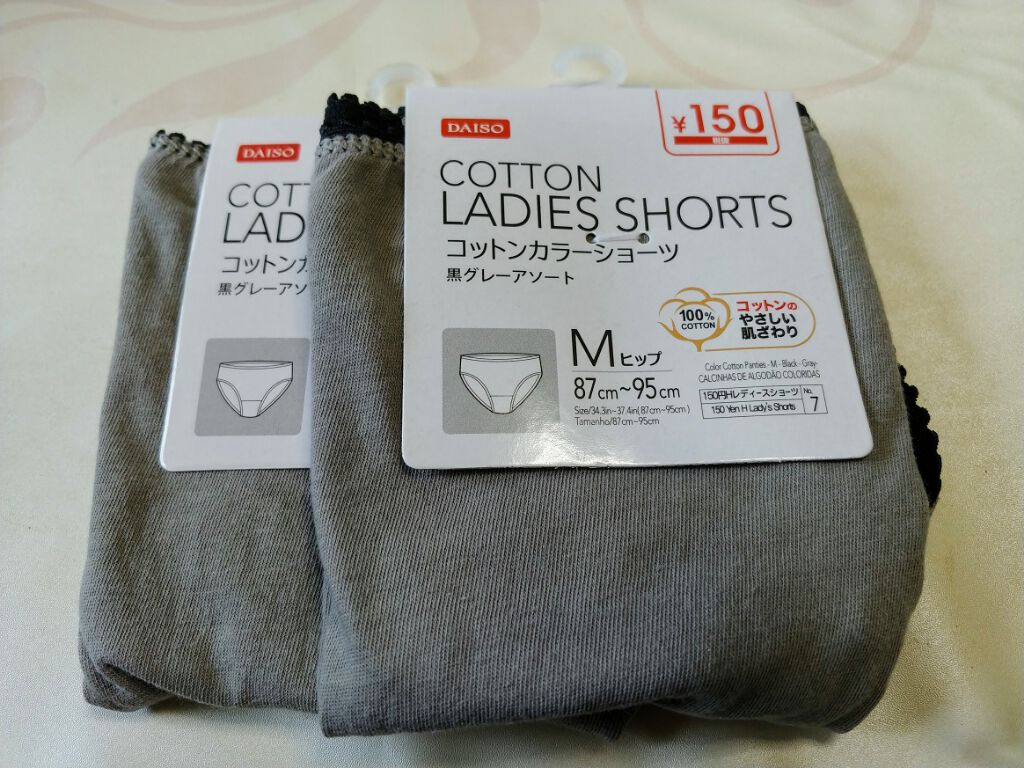 DAISO
COTT
LAD
コットンカ
黒グレーアソ
DAISO
¥150
税抜
COTTON
LADIES SHORTS
コットンカラーショーツ
黒グレーアソート
100%
COTTON
コットンの
やさしい
肌ざわり
Mヒップ
87cm~95cm
Size/34.3in~37.4in(87cm~95cm)
Tamanho/87cm~95cm
Color Cotton Panties - M - Black - Gray-
CALCINHAS DE ALGODÃO COLORIDAS
150円Hレディースショーツ No.
150 Yen H Lady's Shorts 7